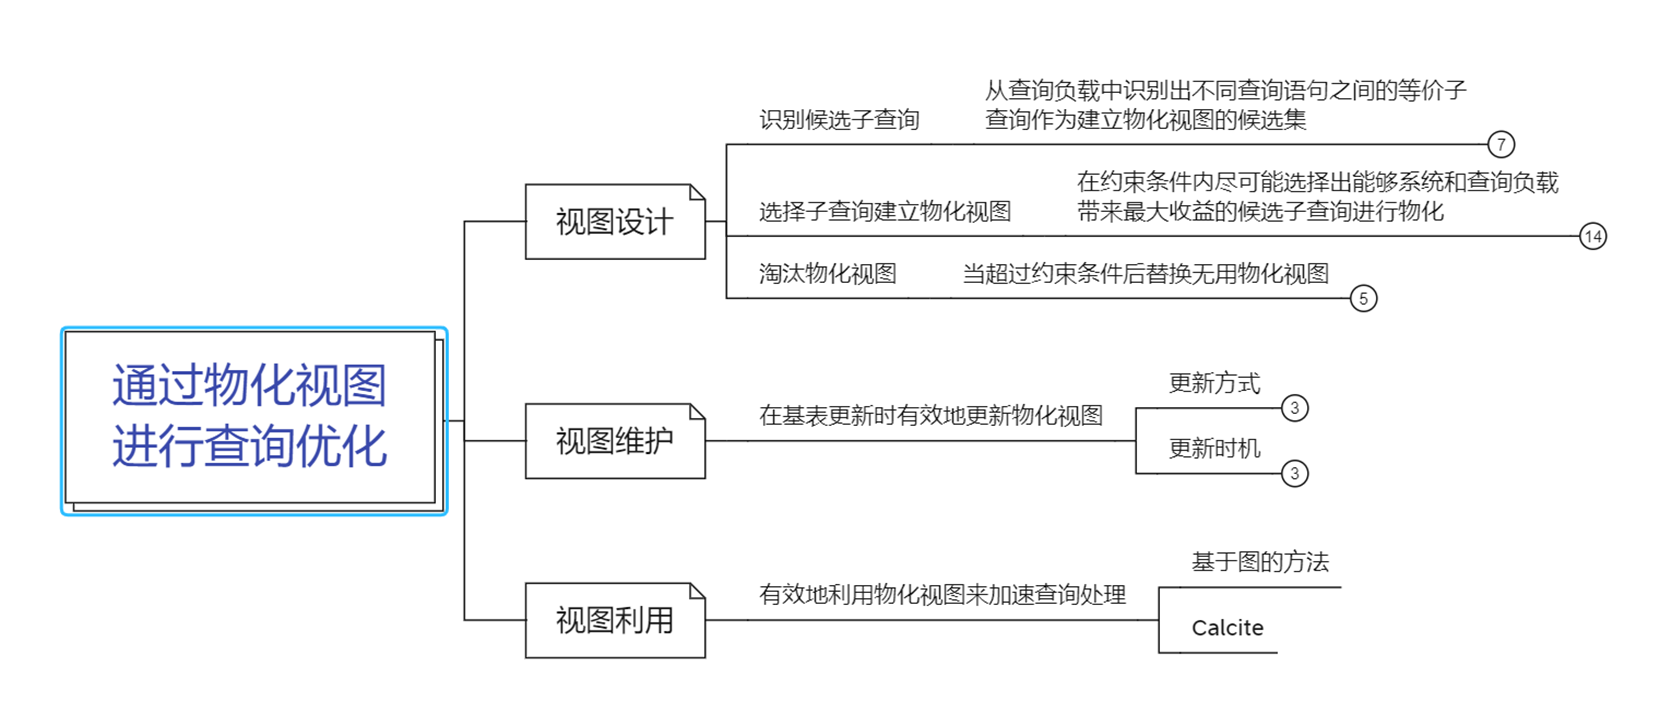 通过物化视图
进行查询优化
视图设计
识别候选子查询
从查询负载中识别出不同查询语句之间的等价子
查询作为建立物化视图的候选集
7
选择子查询建立物化视图
在约束条件内尽可能选择出能够系统和查询负载
带来最大收益的候选子查询进行物化
14
淘汰物化视图
当超过约束条件后替换无用物化视图
5
视图维护
在基表更新时有效地更新物化视图
更新方式
3
更新时机
3
视图利用
有效地利用物化视图来加速查询处理
基于图的方法
Calcite